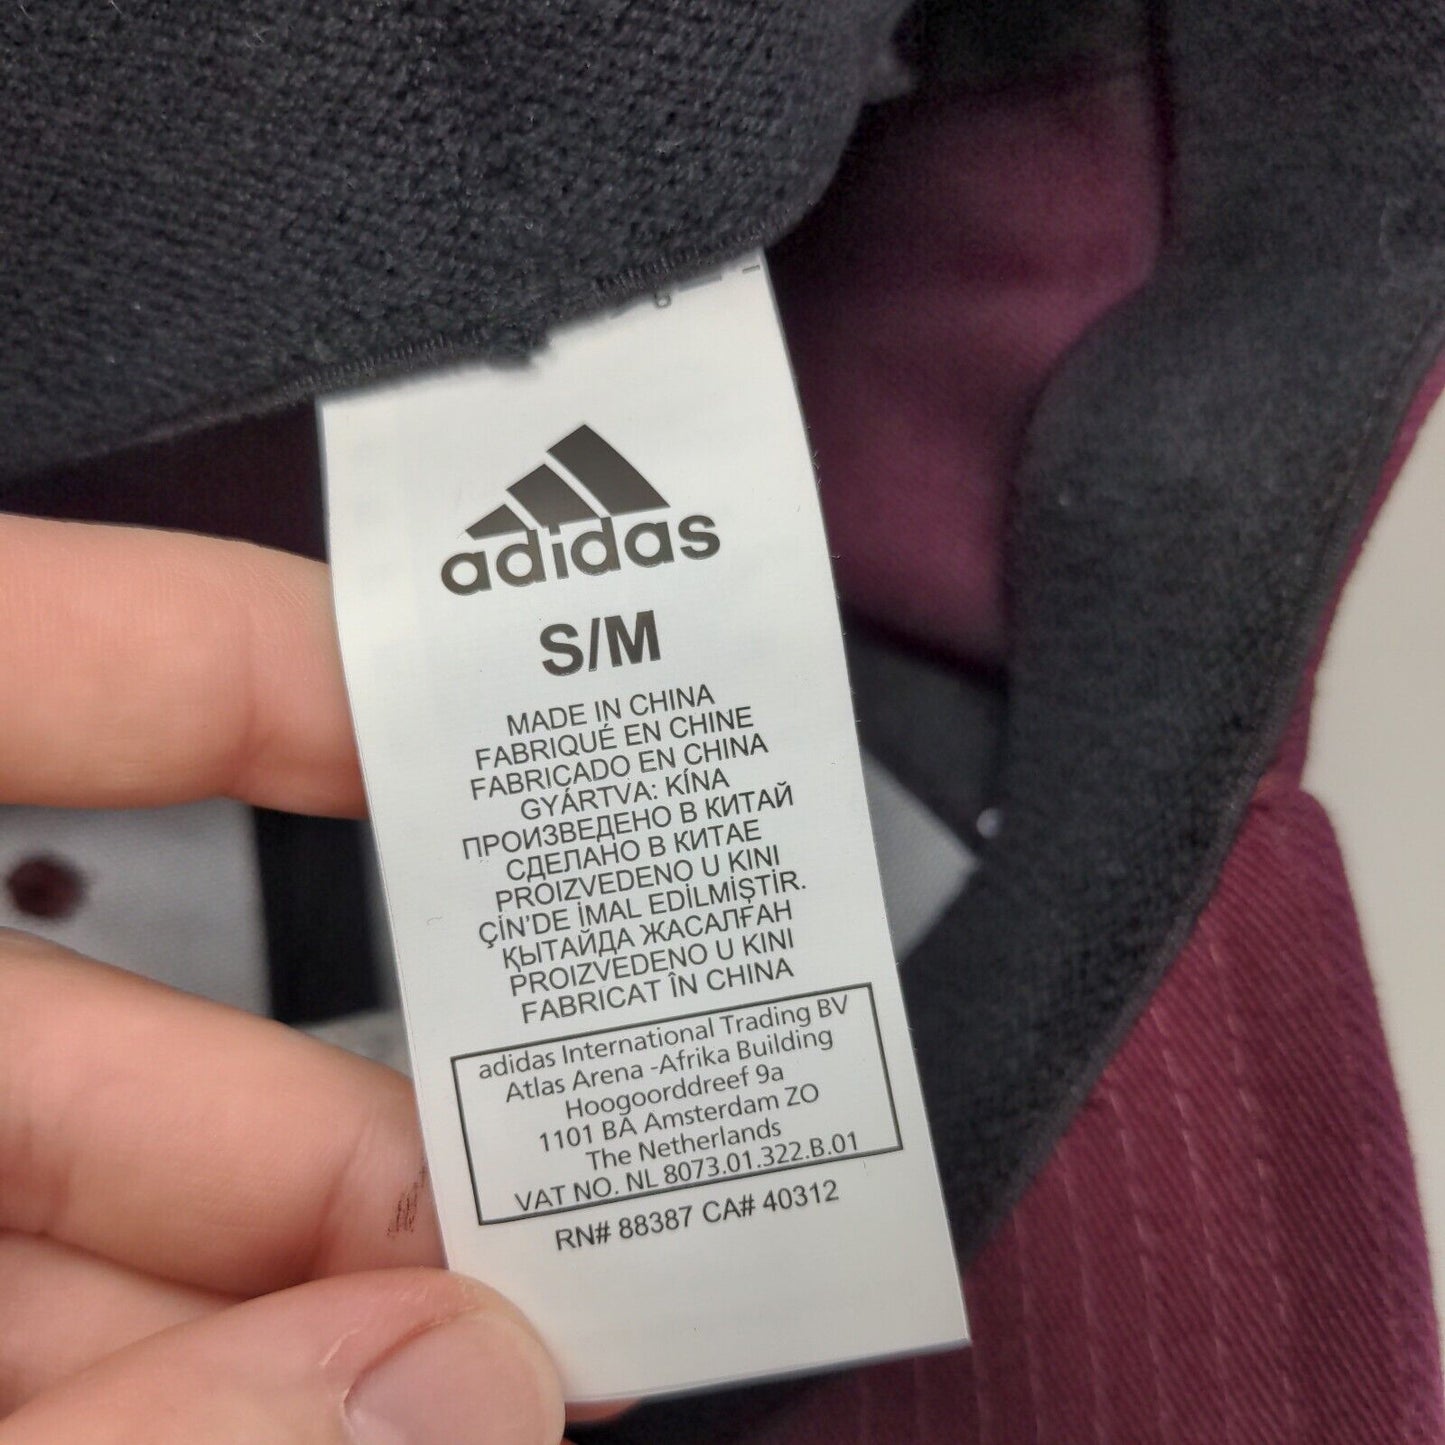 adidas
S/M
MADE IN CHINA
FABRIQUÉ EN CHINE
FABRICADO EN CHINA
GYÁRTVA: KÍNA
ПРОИЗВЕДЕНО В КИТАЙ
СДЕЛАНО В КИТАЕ
PROIZVEDENO U KINI
ÇİN'DE İMAL EDİLMİŞTİR.
ҚЫТАЙДА ЖАСАЛҒАН
PROIZVEDENO U KINI
FABRICAT ÎN CHINA
adidas International Trading BV
Atlas Arena -Afrika Building
Hoogoorddreef 9a
1101 BA Amsterdam ZO
The Netherlands
VAT NO. NL 8073.01.322.B.01
RN# 88387 CA# 40312